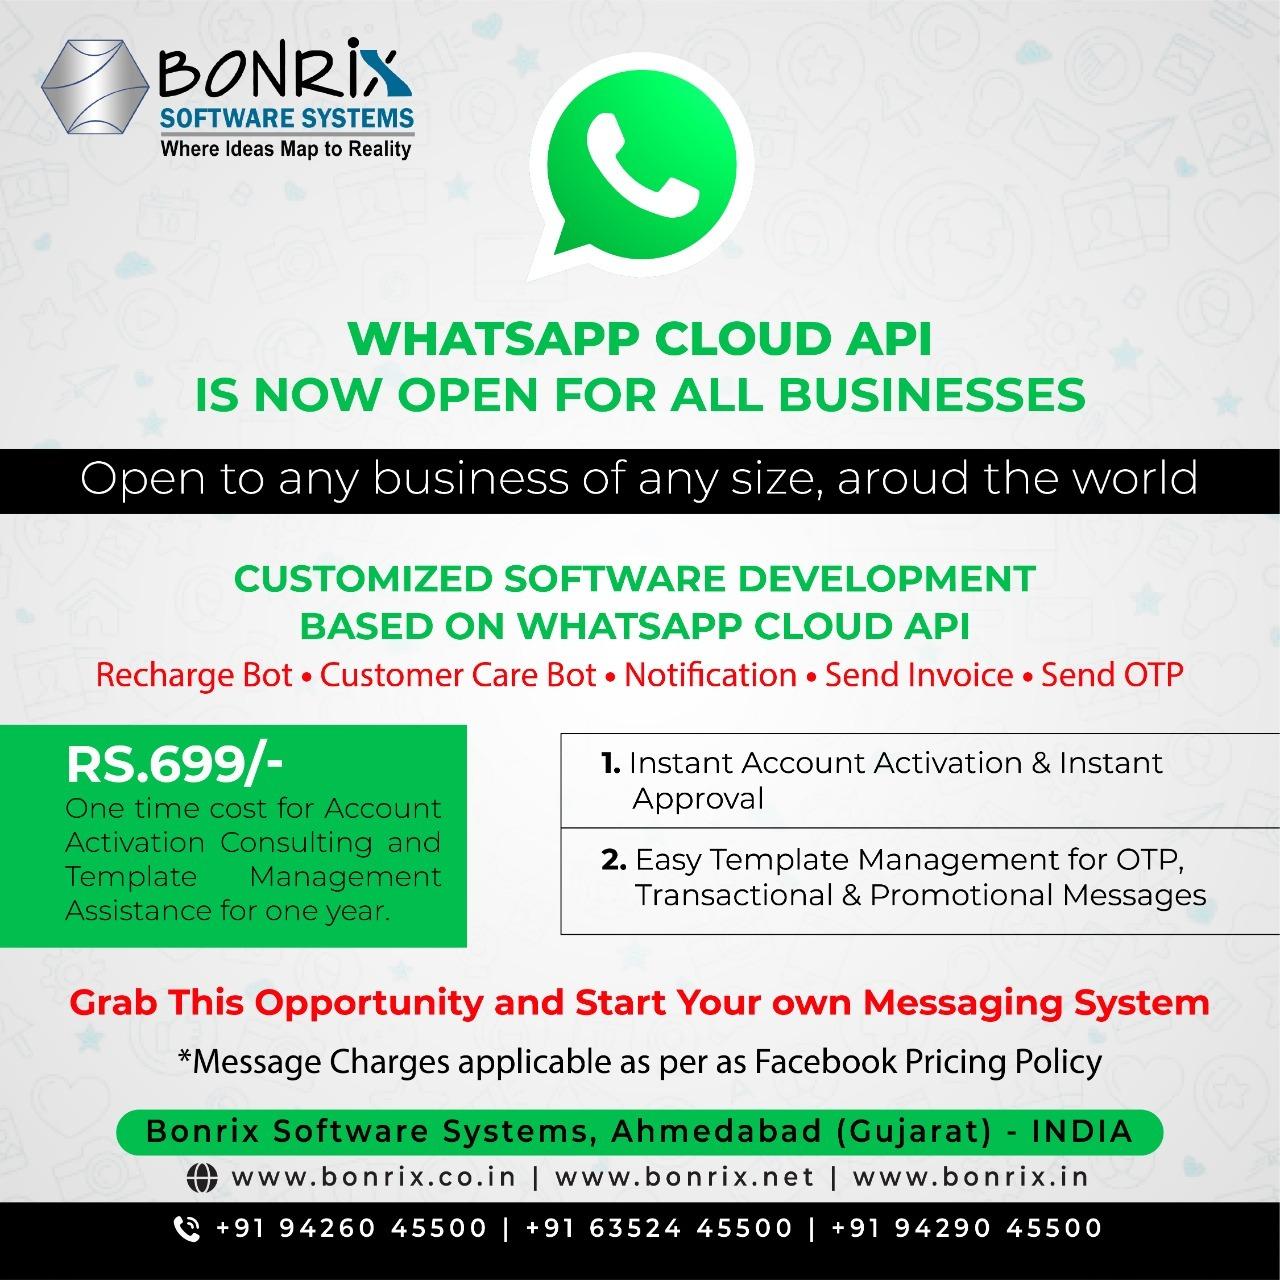 BONRiX
SOFTWARE SYSTEMS
Where Ideas Map to Reality
WHATSAPP CLOUD API
IS NOW OPEN FOR ALL BUSINESSES
Open to any business of any size, aroud the world
CUSTOMIZED SOFTWARE DEVELOPMENT
BASED ON WHATSAPP CLOUD API
Recharge Bot • Customer Care Bot • Notification • Send Invoice • Send OTP
RS.699/-
One time cost for Account
Activation Consulting and
Template Management
Assistance for one year.
1. Instant Account Activation & Instant
Approval
2. Easy Template Management for OTP,
Transactional & Promotional Messages
Grab This Opportunity and Start Your own Messaging System
*Message Charges applicable as per as Facebook Pricing Policy
Bonrix Software Systems, Ahmedabad (Gujarat) - INDIA
www.bonrix.co.in | www.bonrix.net | www.bonrix.in
+91 94260 45500 | +91 63524 45500 | +91 94290 45500